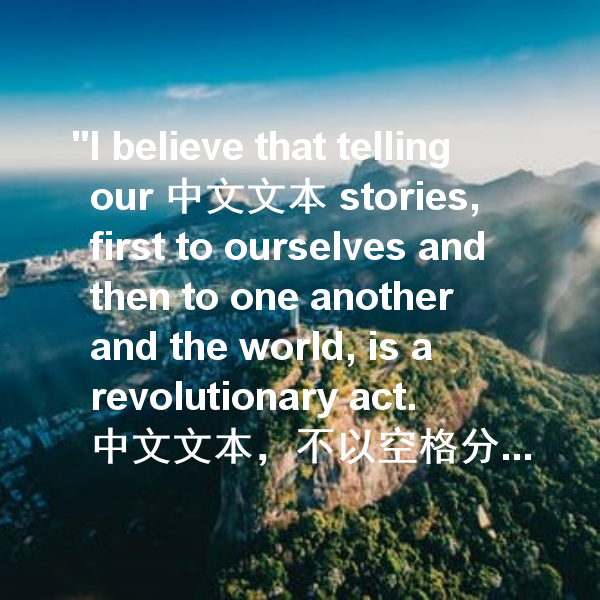 "I believe that telling
our 中文文本 stories,
first to ourselves and
then to one another
and the world, is a
revolutionary act.
中文文本，不以空格分...